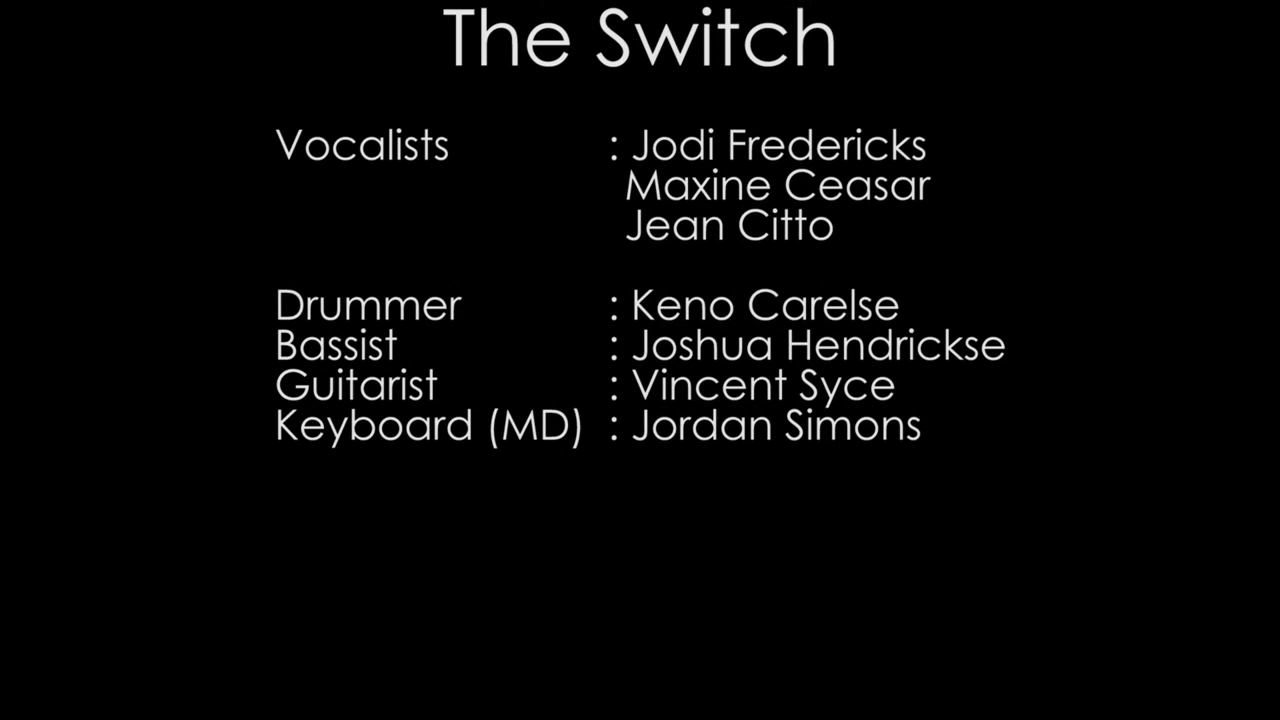 The Switch
Vocalists : Jodi Fredericks
Maxine Ceasar
Jean Citto
Drummer : Keno Carelse
Bassist : Joshua Hendrickse
Guitarist : Vincent Syce
Keyboard (MD) : Jordan Simons